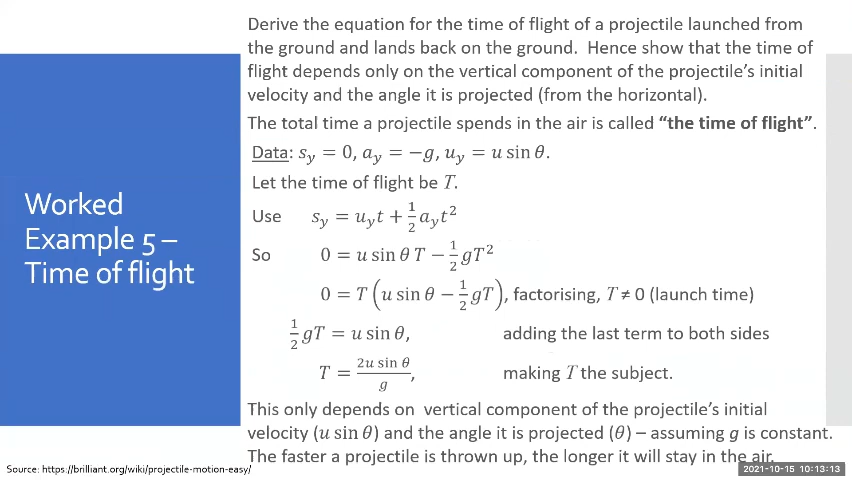 Derive the equation for the time of flight of a projectile launched from
the ground and lands back on the ground.  Hence show that the time of
flight depends only on the vertical component of the projectile's initial
velocity and the angle it is projected (from the horizontal).
The total time a projectile spends in the air is called "the time of flight".
Data: s_y = 0, a_y = −g, u_y = u sin θ.
Let the time of flight be T.
Use s_y = u_y t + 1/2 a_y t²
So 0 = u sin θ T − 1/2 gT²
0 = T(u sin θ − 1/2 gT), factorising, T ≠ 0 (launch time)
1/2 gT = u sin θ, adding the last term to both sides
T = 2u sin θ / g, making T the subject.
This only depends on  vertical component of the projectile's initial
velocity (u sin θ) and the angle it is projected (θ) – assuming g is constant.
The faster a projectile is thrown up, the longer it will stay in the air.
Worked
Example 5 –
Time of flight
Source: https://brilliant.org/wiki/projectile-motion-easy/
2021-10-15 10:13:13